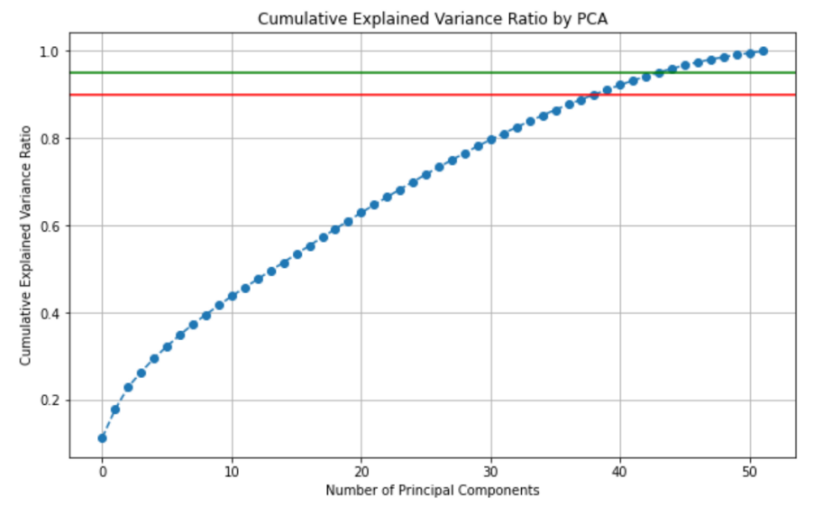 Cumulative Explained Variance Ratio by PCA
1.0
0.8
0.6
0.4
0.2
Cumulative Explained Variance Ratio
0 10 20 30 40 50
Number of Principal Components